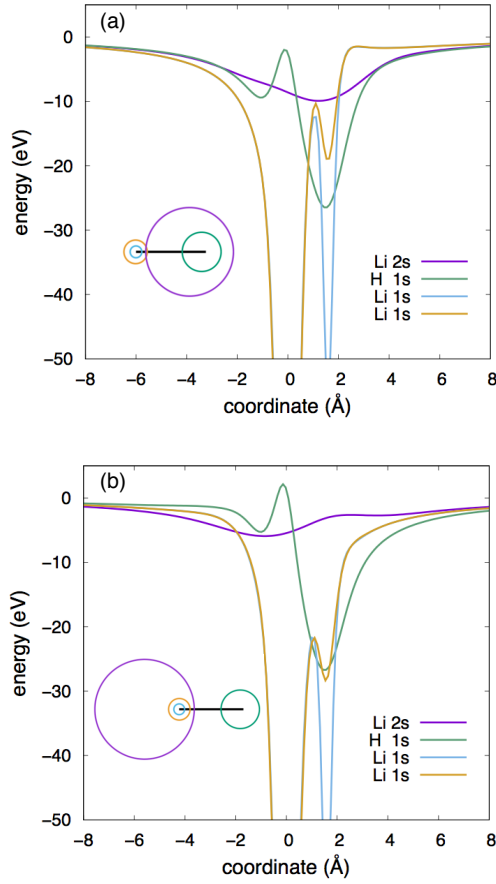 (a)
0
-10
-20
-30
-40
-50
energy (eV)
Li 2s
H 1s
Li 1s
Li 1s
-8 -6 -4 -2 0 2 4 6 8
coordinate (Å)
(b)
0
-10
-20
-30
-40
-50
energy (eV)
Li 2s
H 1s
Li 1s
Li 1s
-8 -6 -4 -2 0 2 4 6 8
coordinate (Å)